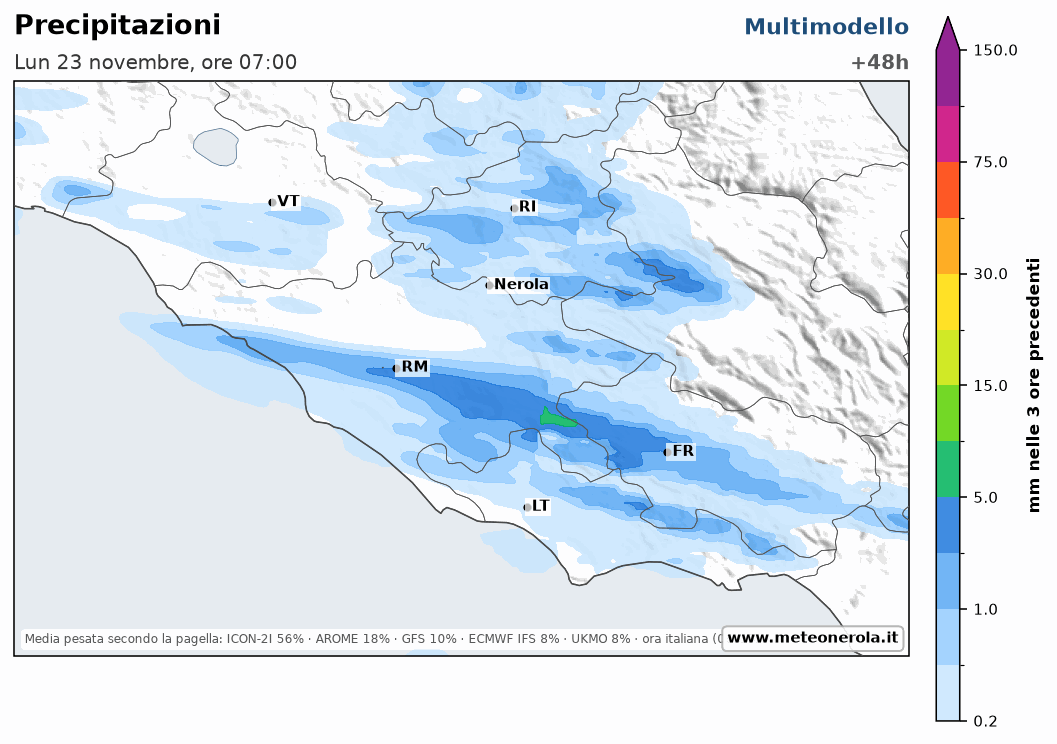 Precipitazioni
Multimodello
Lun 23 novembre, ore 07:00
+48h
150.0
75.0
30.0
15.0
5.0
1.0
0.2
mm nelle 3 ore precedenti
VT
RI
Nerola
RM
FR
LT
Media pesata secondo la pagella: ICON-2I 56% · AROME 18% · GFS 10% · ECMWF IFS 8% · UKMO 8% · ora italiana
www.meteonerola.it